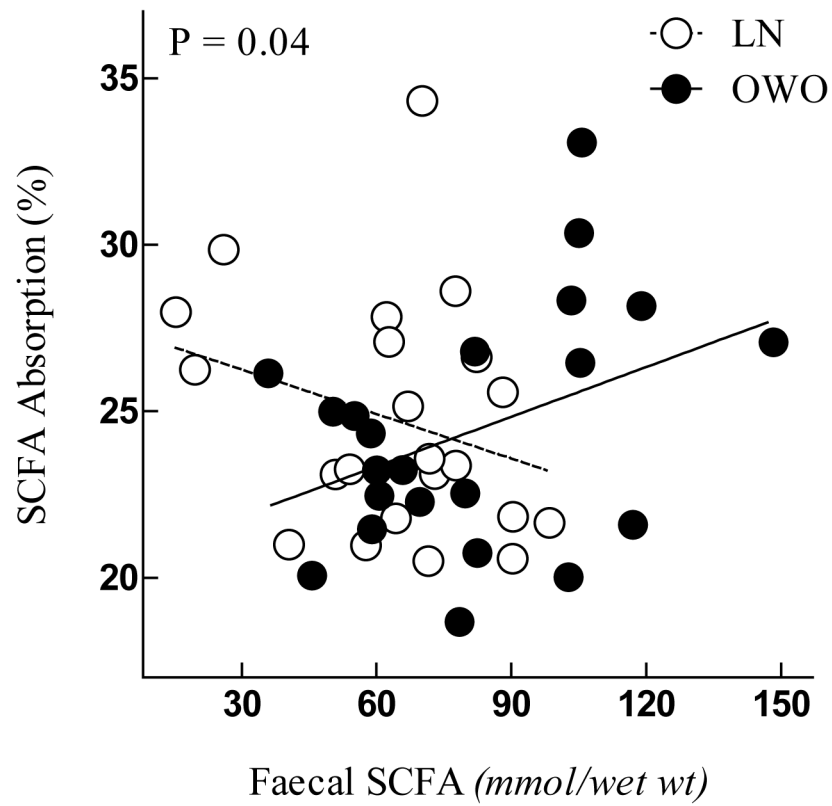 P = 0.04
LN
OWO
SCFA Absorption (%)
35
30
25
20
30 60 90 120 150
Faecal SCFA (mmol/wet wt)